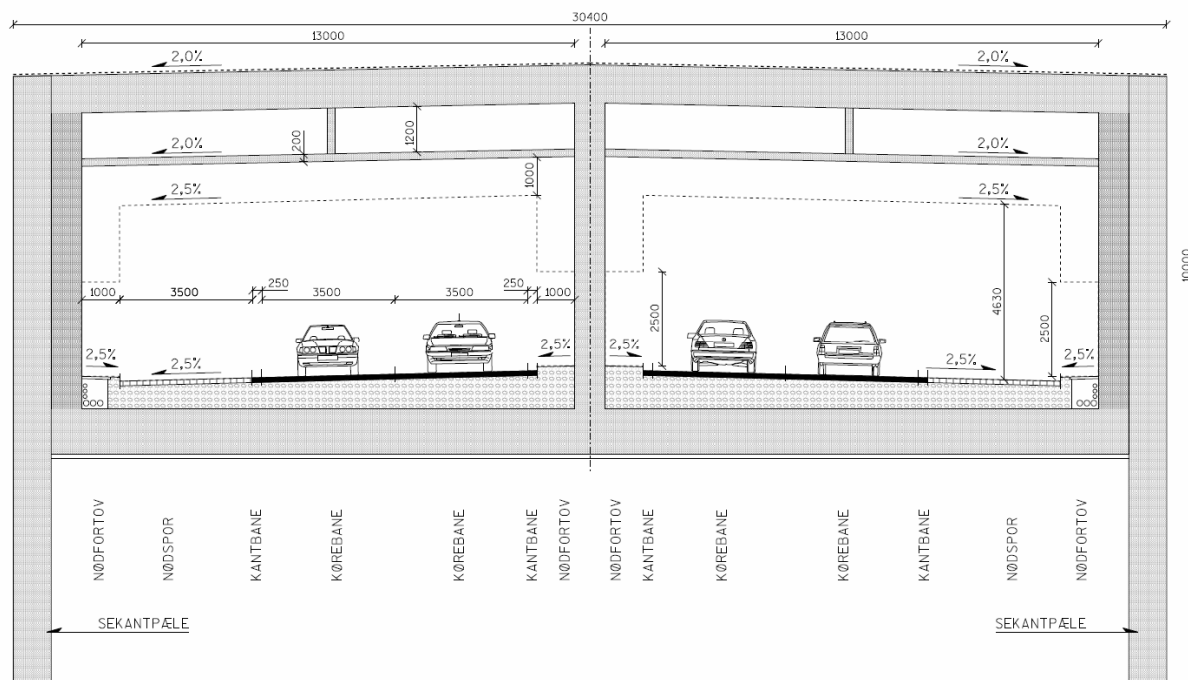 30400
13000 13000
2,0% 2,0%
200 1200
2,0% 2,0%
1000
2,5% 2,5%
10000
250 250
1000 3500 3500 3500 1000
2500 4630 2500
2,5% 2,5% 2,5% 2,5% 2,5% 2,5%
NØDFORTOV
NØDSPOR
KANTBANE
KØREBANE
KØREBANE
KANTBANE
NØDFORTOV
NØDFORTOV
KANTBANE
KØREBANE
KØREBANE
KANTBANE
NØDSPOR
NØDFORTOV
SEKANTPÆLE SEKANTPÆLE